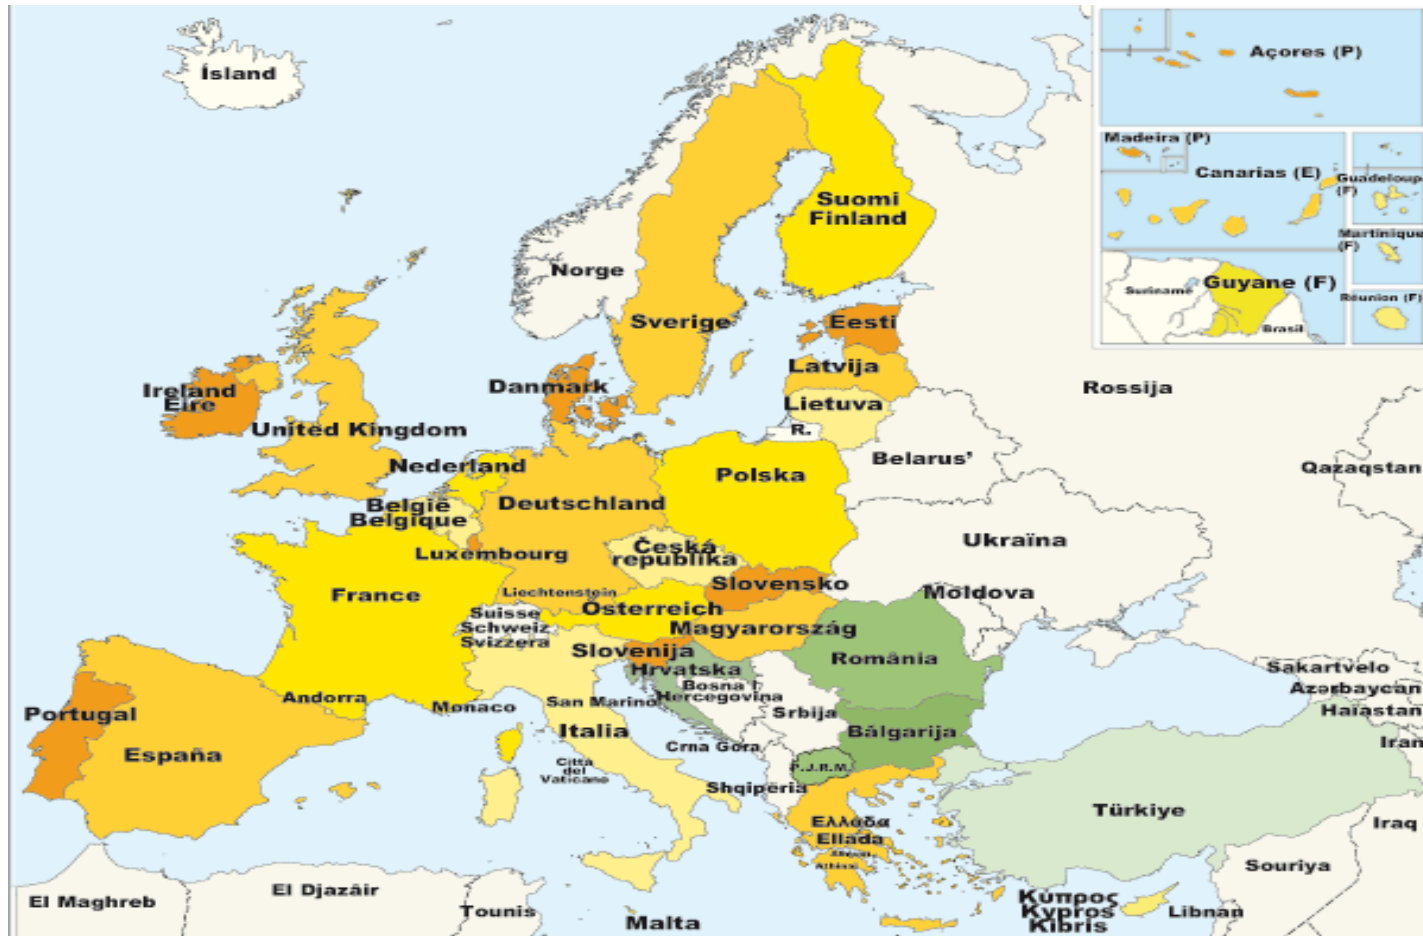 Ísland
Açores (P)
Madeira (P)
Canarias (E)
Guadeloup
(F)
Martinique
(F)
Suriname
Guyane (F)
Brasil
Réunion (F)
Suomi
Finland
Norge
Sverige
Eesti
Latvija
Lietuva
R.
Rossija
Ireland
Eire
United Kingdom
Danmark
Nederland
België
Belgique
Deutschland
Polska
Belarus’
Qazaqstan
Luxembourg
Česká
republika
Ukraïna
Slovensko
Moldova
France
Liechtenstein
Österreich
Suisse
Schweiz
Svizzera
Magyarország
Slovenija
Hrvatska
România
Bosna I
Hercegovina
Andorra
Monaco
San Marino
Srbija
Italia
Crna Gora
Bălgarija
Portugal
España
Città
del
Vaticano
F.J.R.M.
Shqipëria
Sakartvelo
Azərbaycan
Haïastan
Iran
Ελλάδα
Ellada
Türkiye
Iraq
Souriya
El Maghreb
El Djazâir
Tounis
Malta
Κύπρος
Kypros
Kibris
Libnan